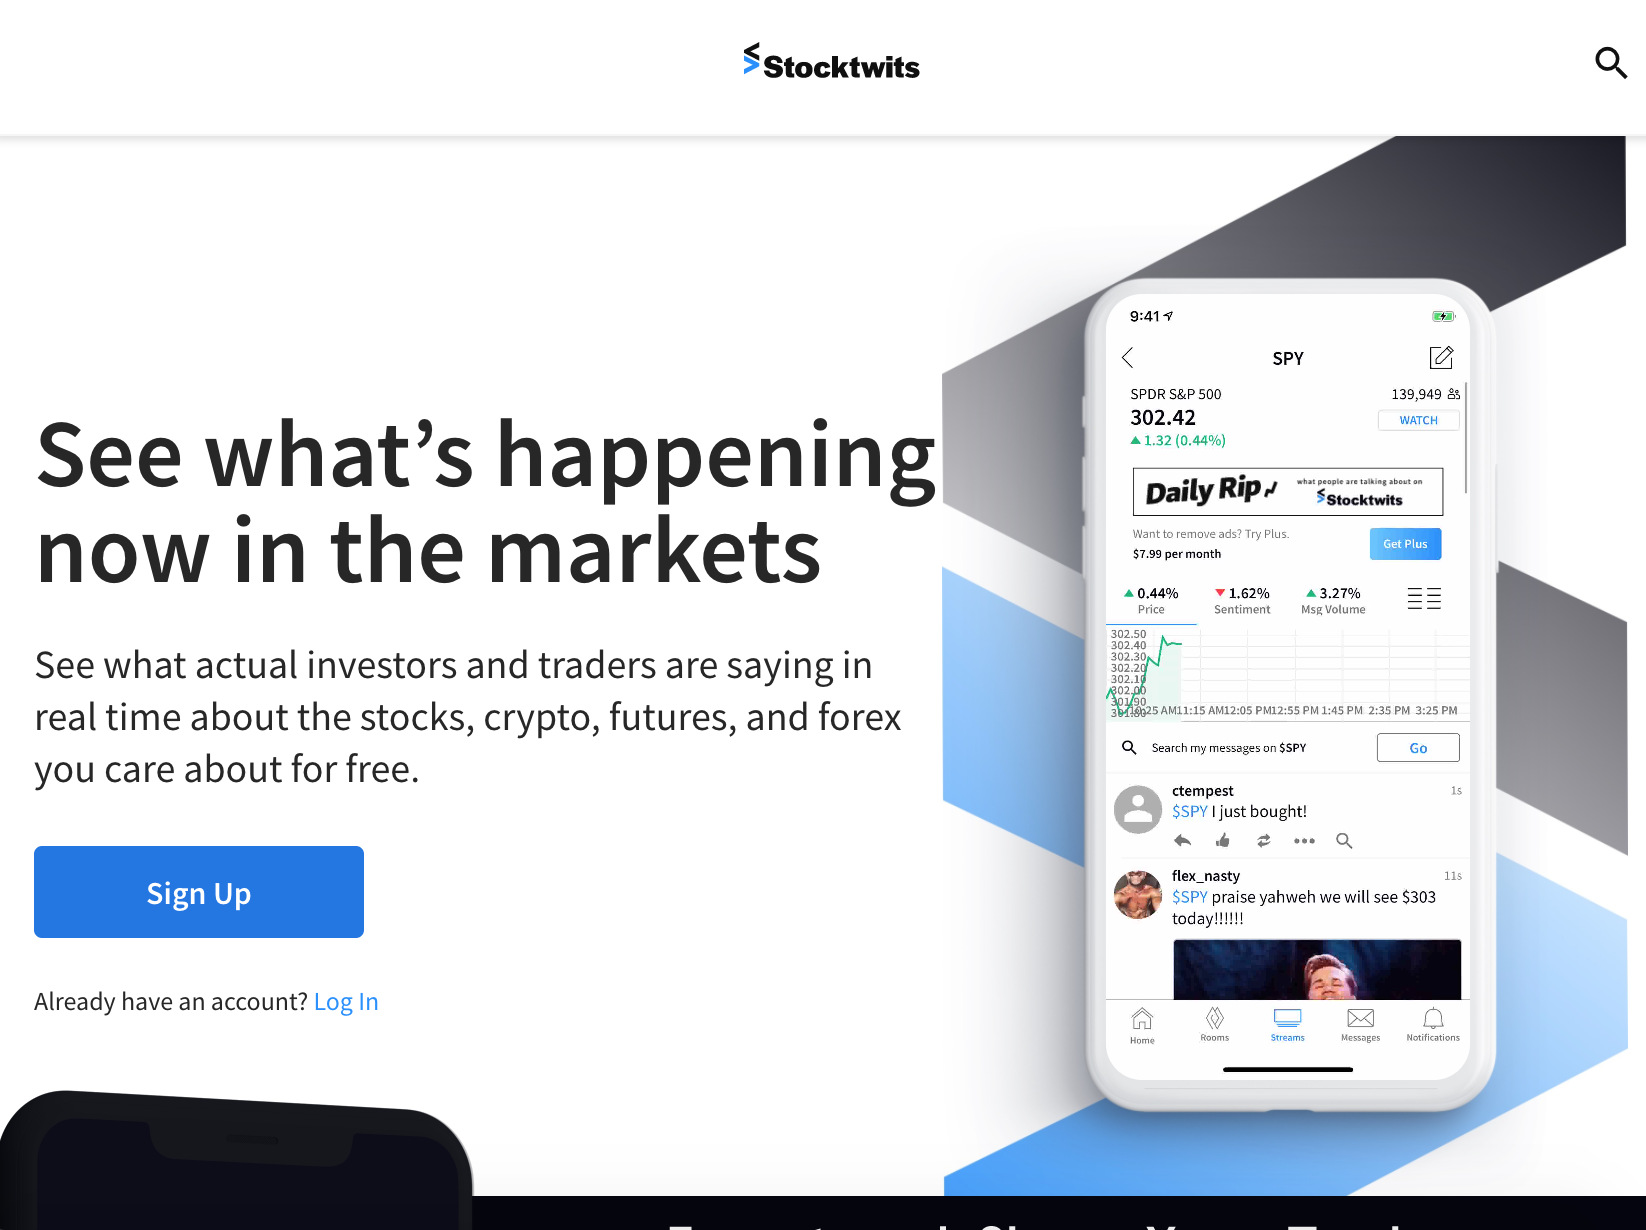 Stocktwits
See what’s happening
now in the markets
See what actual investors and traders are saying in
real time about the stocks, crypto, futures, and forex
you care about for free.
Sign Up
Already have an account? Log In
9:41
SPY
SPDR S&P 500
139,949
302.42
WATCH
1.32 (0.44%)
Daily Rip
what people are talking about on
Stocktwits
Want to remove ads? Try Plus.
$7.99 per month
Get Plus
0.44% 1.62% 3.27%
Price Sentiment Msg Volume
302.50
302.40
302.30
302.20
302.10
302.00
301.90
301.80
10:25 AM 11:15 AM 12:05 PM 12:55 PM 1:45 PM 2:35 PM 3:25 PM
Search my messages on $SPY
Go
ctempest 1s
$SPY I just bought!
flex_nasty 11s
$SPY praise yahweh we will see $303
today!!!!!!
Home Rooms Streams Messages Notifications